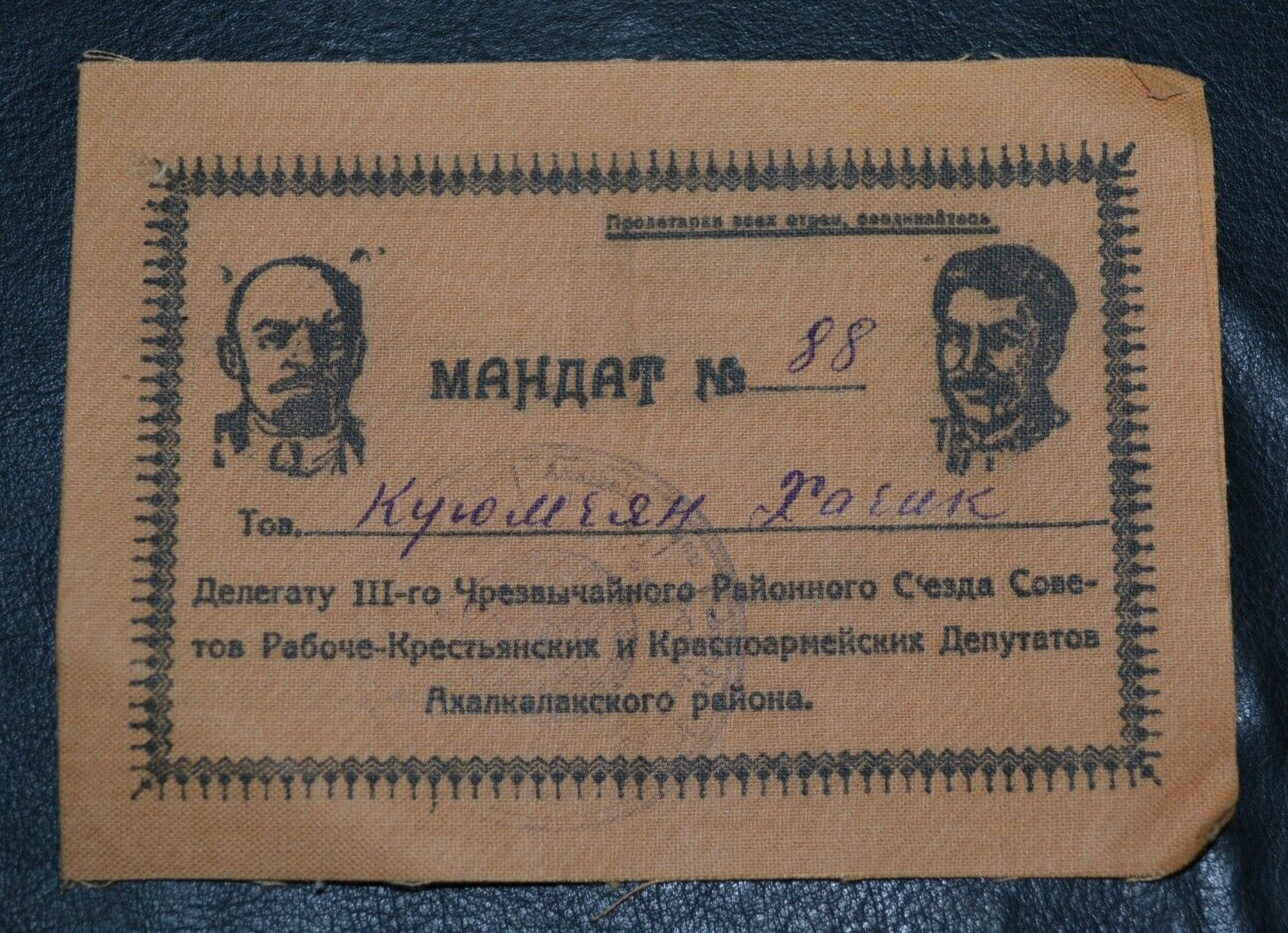 Пролетарии всех стран, соединяйтесь
МАНДАТ № 88
Тов. Куюмчян Хачик
Делегату III-го Чрезвычайного Районного С'езда Сове-
тов Рабоче-Крестьянских и Красноармейских Депутатов
Ахалкалакского района.